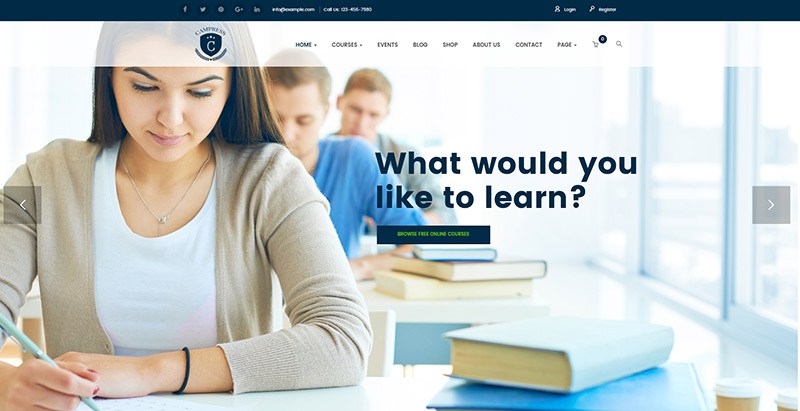 info@example.com | Call Us: 123-456-7890
Login
Register
CAMPRESS
C
HOME
COURSES
EVENTS
BLOG
SHOP
ABOUT US
CONTACT
PAGE
0
What would you
like to learn?
BROWSE FREE ONLINE COURSES